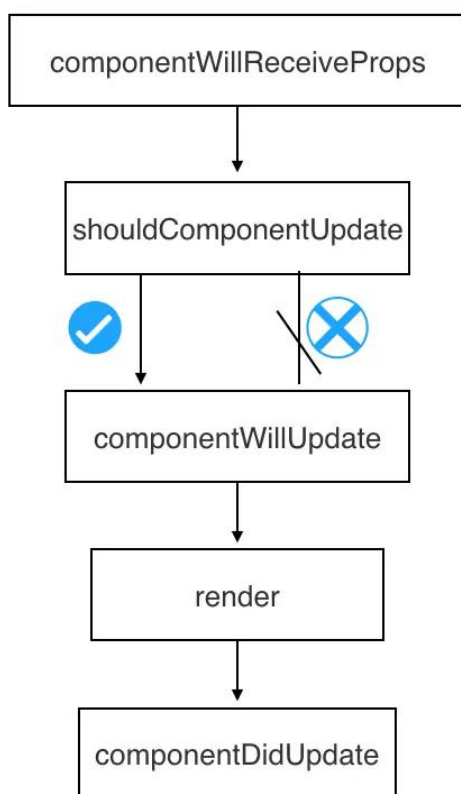 componentWillReceiveProps
shouldComponentUpdate
componentWillUpdate
render
componentDidUpdate